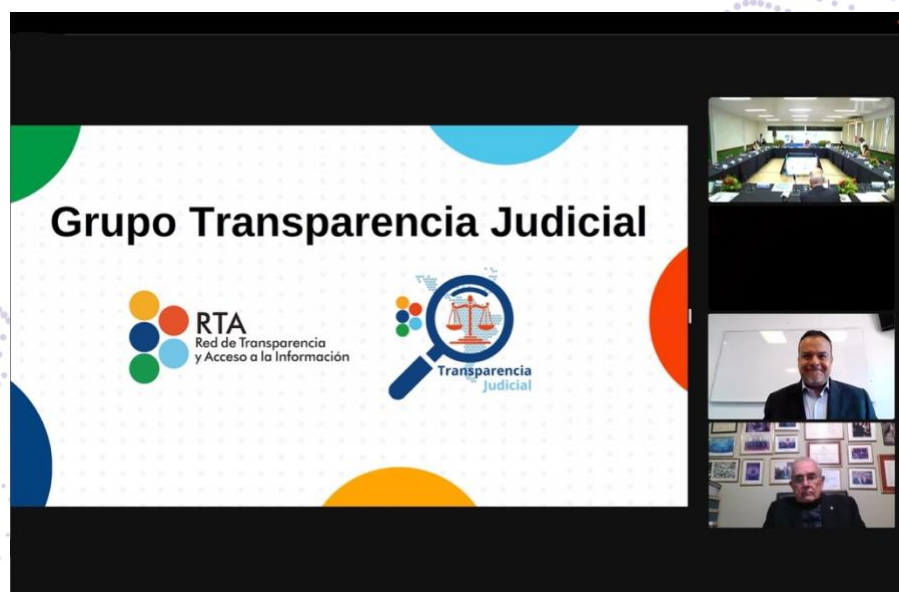 Grupo Transparencia Judicial
RTA
Red de Transparencia
y Acceso a la Información
Transparencia
Judicial